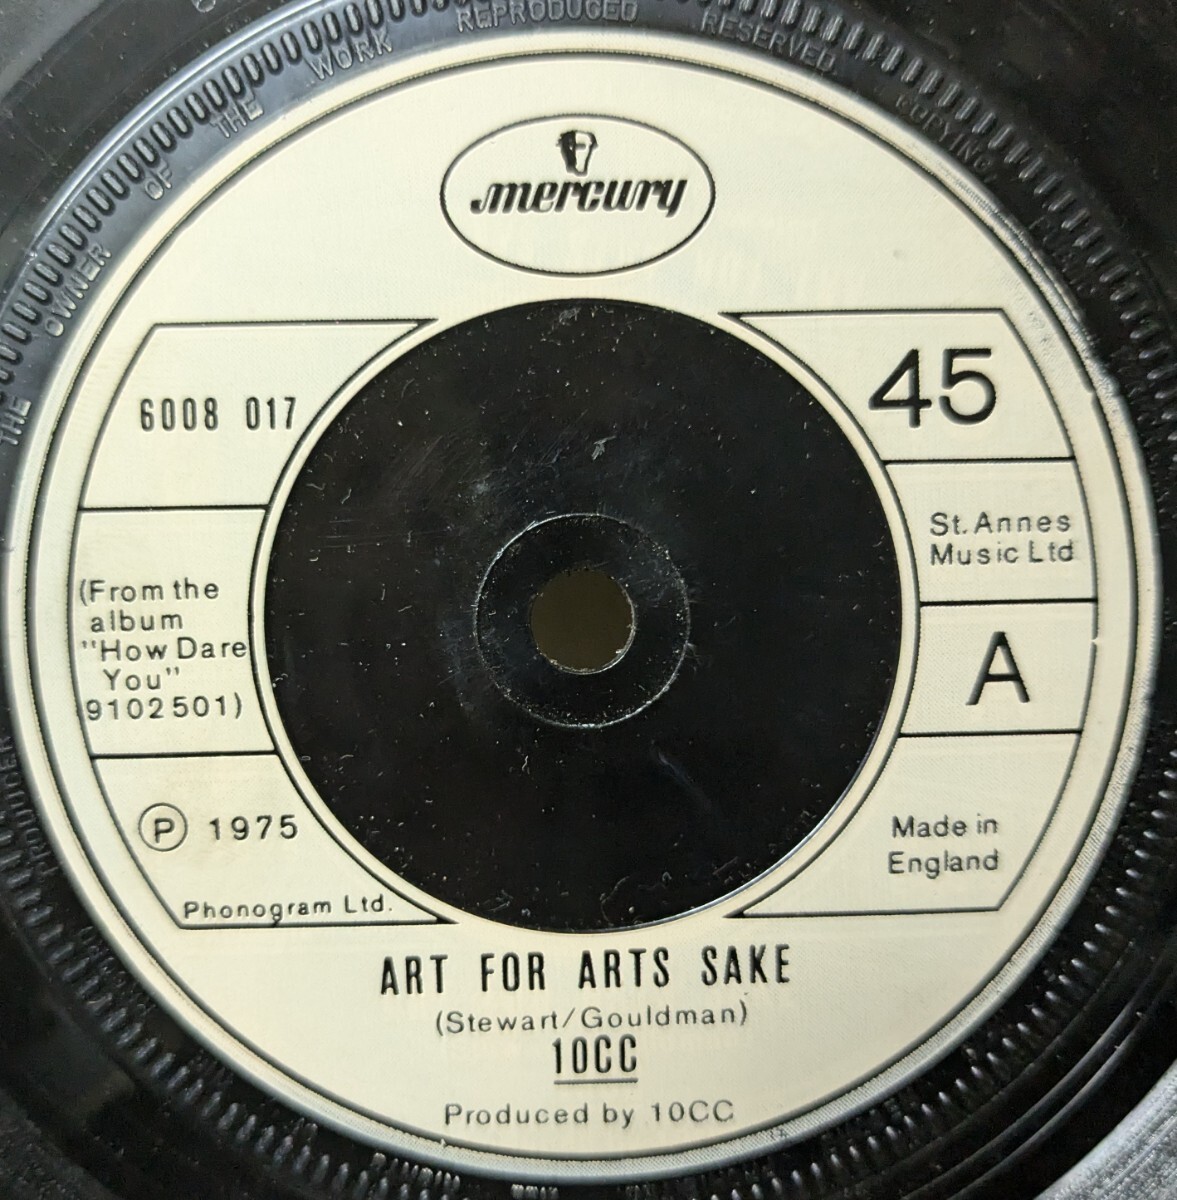 THE OWNER OF THE WORK REPRODUCED RESERVED COPYING
mercury
6008 017
45
St. Annes
Music Ltd
(From the
album
"How Dare
You"
9102501)
A
Ⓟ 1975
Phonogram Ltd.
Made in
England
ART FOR ARTS SAKE
(Stewart/Gouldman)
10CC
Produced by 10CC